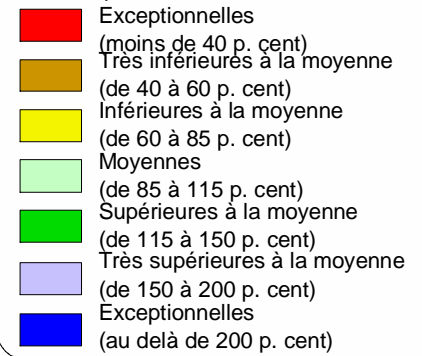 Exceptionnelles
(moins de 40 p. cent)
Très inférieures à la moyenne
(de 40 à 60 p. cent)
Inférieures à la moyenne
(de 60 à 85 p. cent)
Moyennes
(de 85 à 115 p. cent)
Supérieures à la moyenne
(de 115 à 150 p. cent)
Très supérieures à la moyenne
(de 150 à 200 p. cent)
Exceptionnelles
(au delà de 200 p. cent)